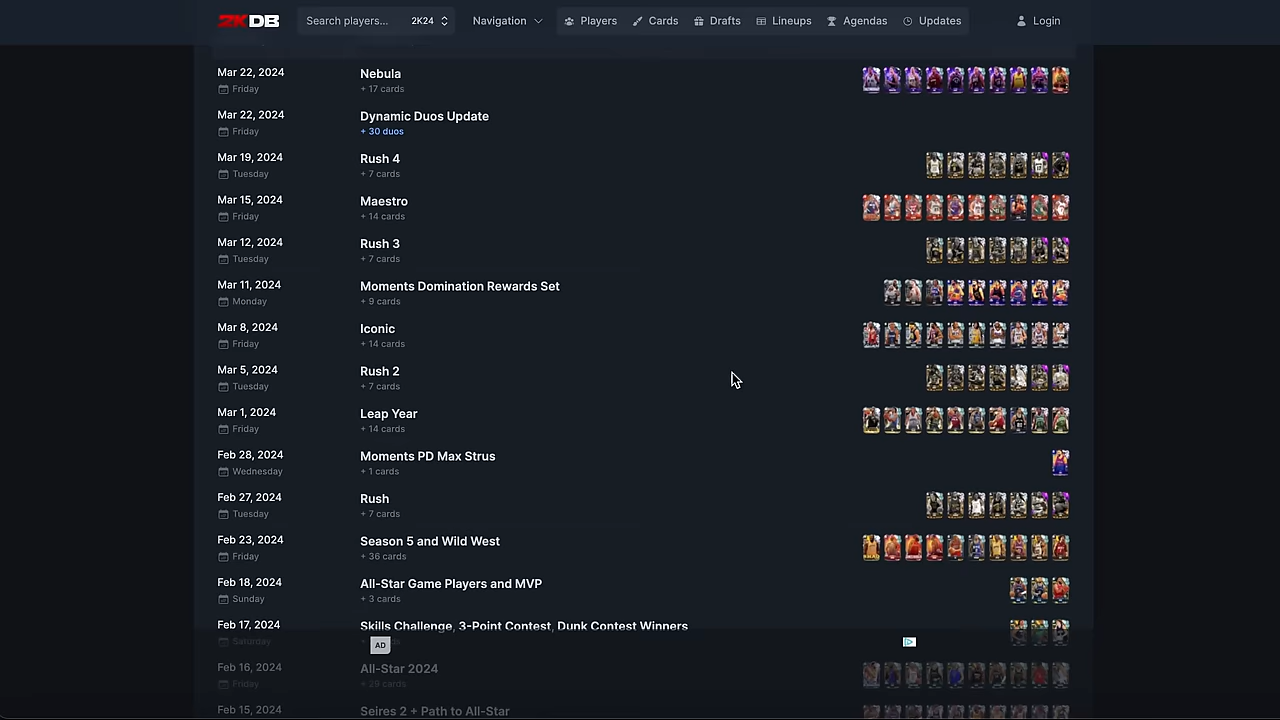 2KDB Search players... 2K24 Navigation Players Cards Drafts Lineups Agendas Updates Login
Mar 22, 2024 Nebula
Friday + 17 cards
Mar 22, 2024 Dynamic Duos Update
Friday + 30 duos
Mar 19, 2024 Rush 4
Tuesday + 7 cards
Mar 15, 2024 Maestro
Friday + 14 cards
Mar 12, 2024 Rush 3
Tuesday + 7 cards
Mar 11, 2024 Moments Domination Rewards Set
Monday + 9 cards
Mar 8, 2024 Iconic
Friday + 14 cards
Mar 5, 2024 Rush 2
Tuesday + 7 cards
Mar 1, 2024 Leap Year
Friday + 14 cards
Feb 28, 2024 Moments PD Max Strus
Wednesday + 1 cards
Feb 27, 2024 Rush
Tuesday + 7 cards
Feb 23, 2024 Season 5 and Wild West
Friday + 36 cards
Feb 18, 2024 All-Star Game Players and MVP
Sunday + 3 cards
Feb 17, 2024 Skills Challenge, 3-Point Contest, Dunk Contest Winners
Saturday
AD
Feb 16, 2024 All-Star 2024
Friday + 29 cards
Feb 15, 2024 Seires 2 + Path to All-Star